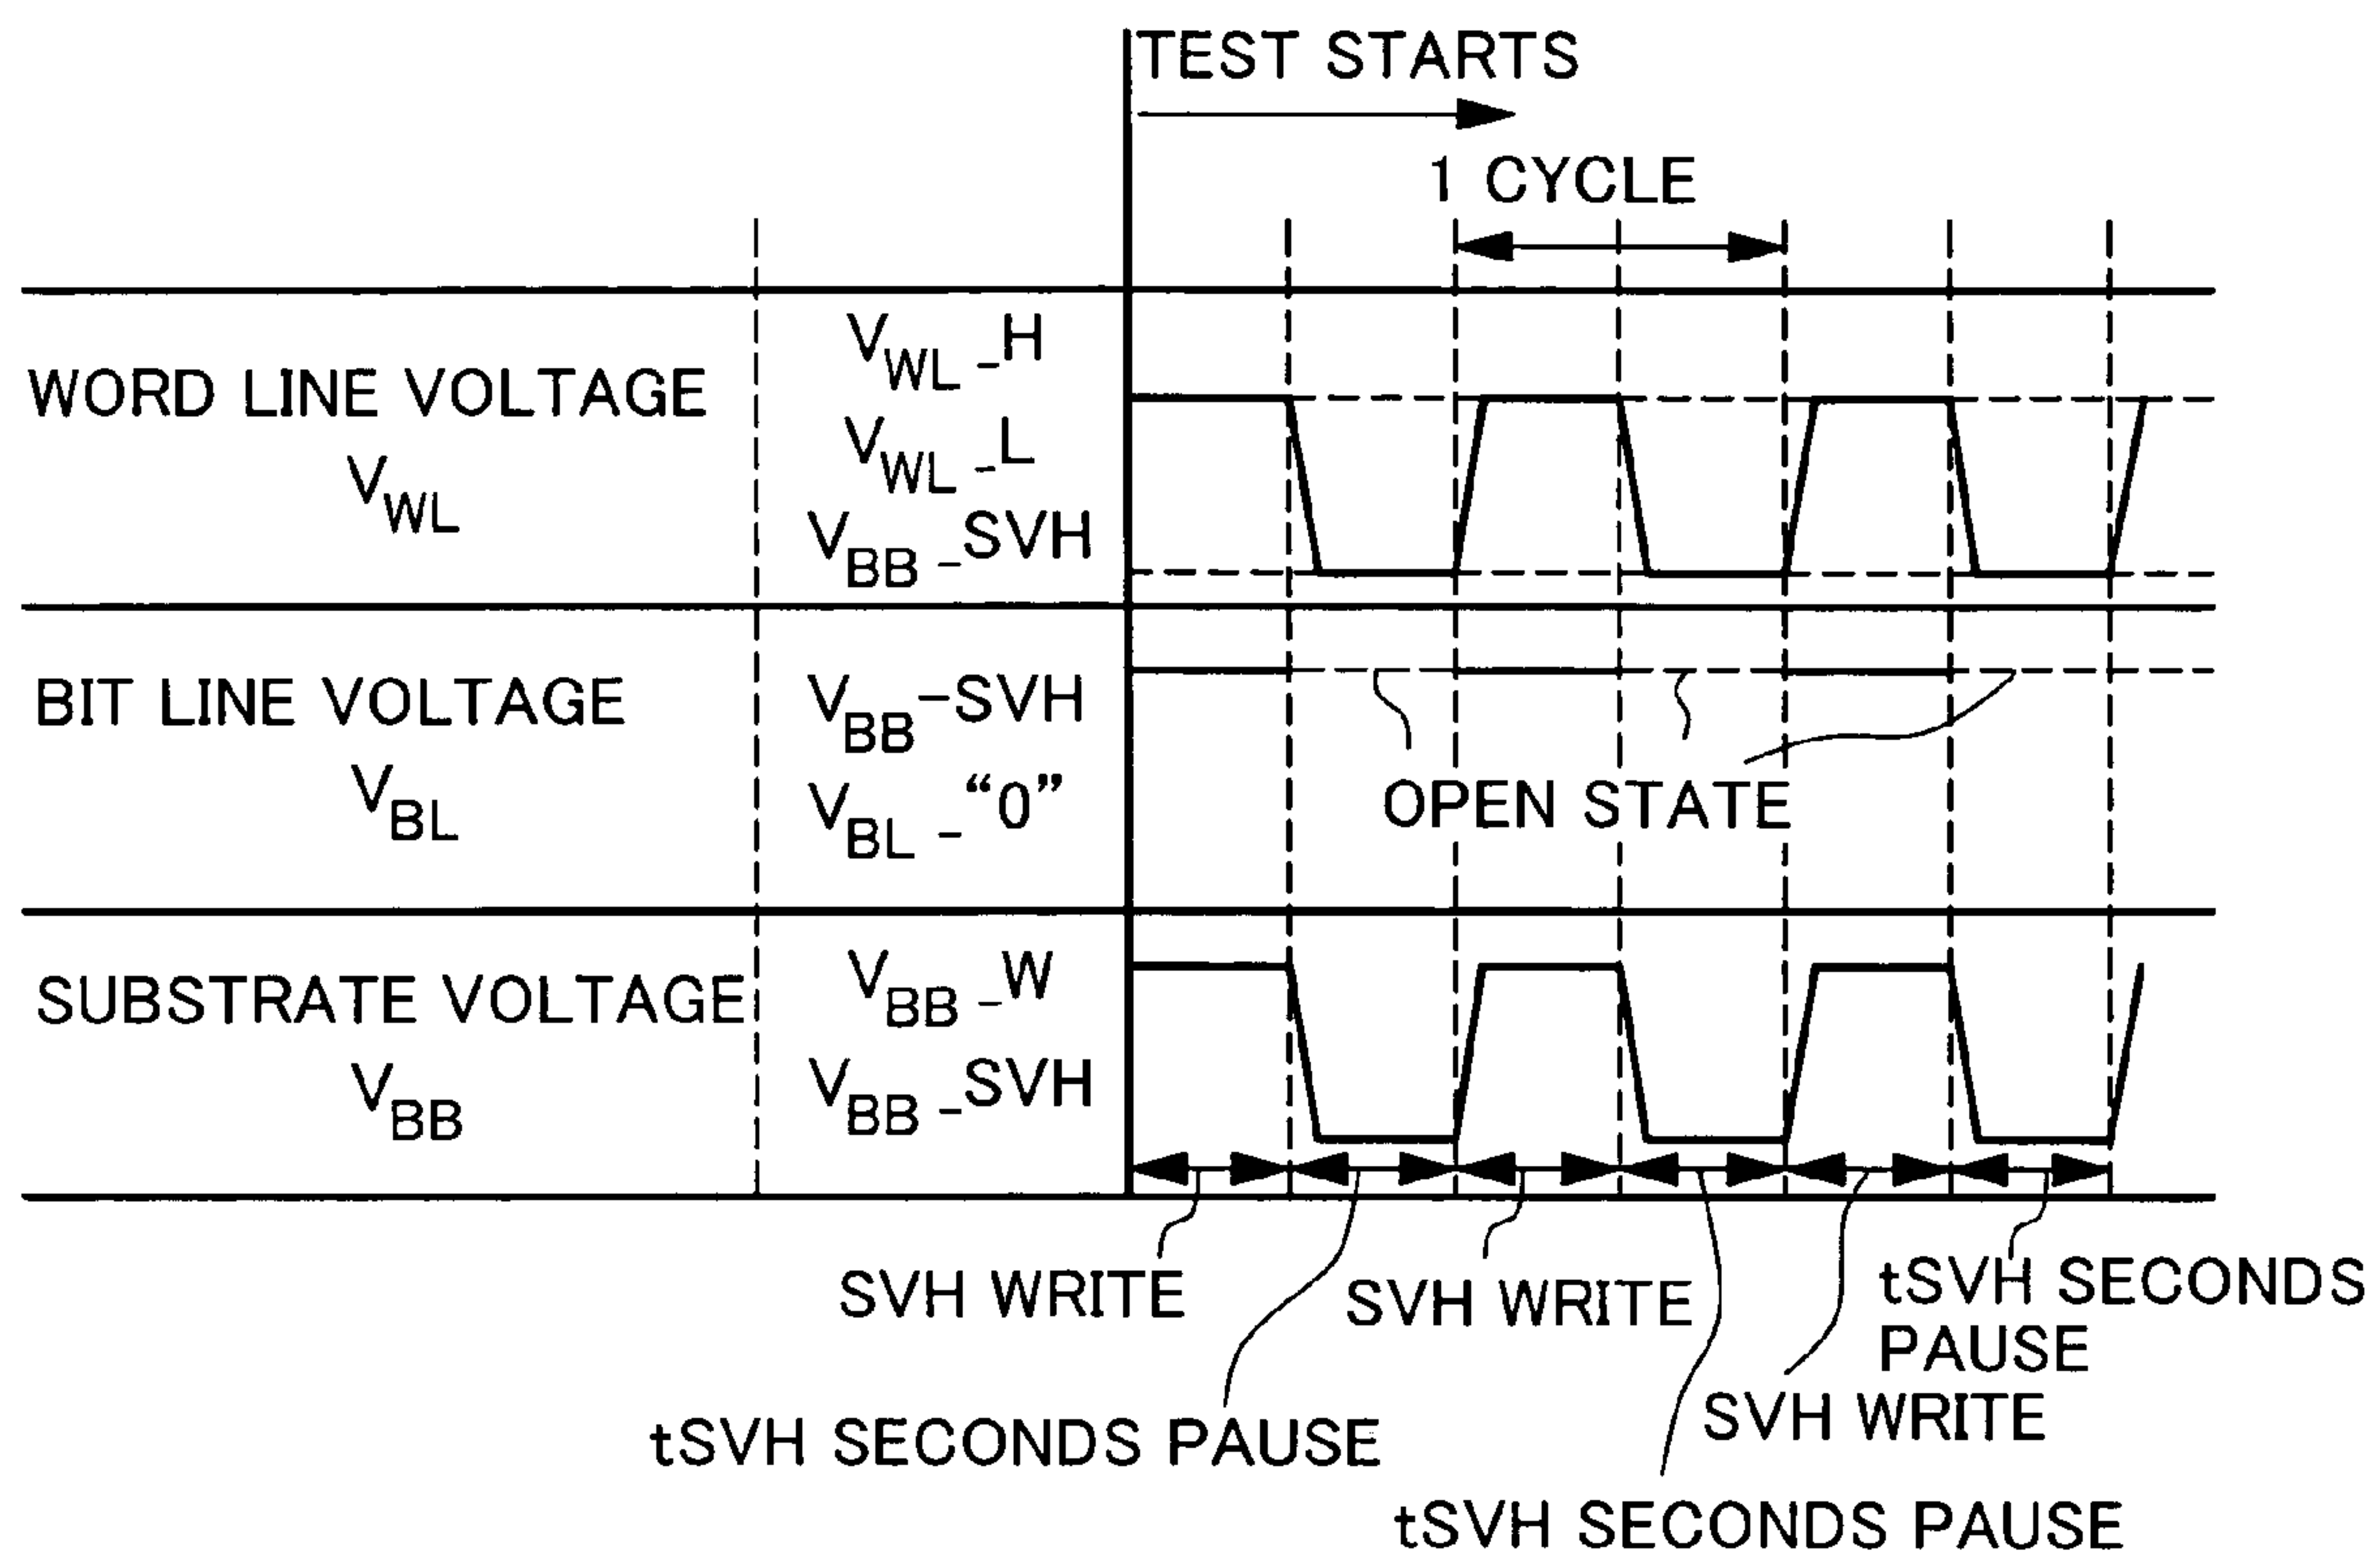 TEST STARTS
1 CYCLE
WORD LINE VOLTAGE
VWL
VWL_H
VWL_L
VBB_SVH
BIT LINE VOLTAGE
VBL
VBB-SVH
VBL_“0”
OPEN STATE
SUBSTRATE VOLTAGE
VBB
VBB_W
VBB_SVH
SVH WRITE
tSVH SECONDS PAUSE
SVH WRITE
tSVH SECONDS PAUSE
SVH WRITE
tSVH SECONDS
PAUSE